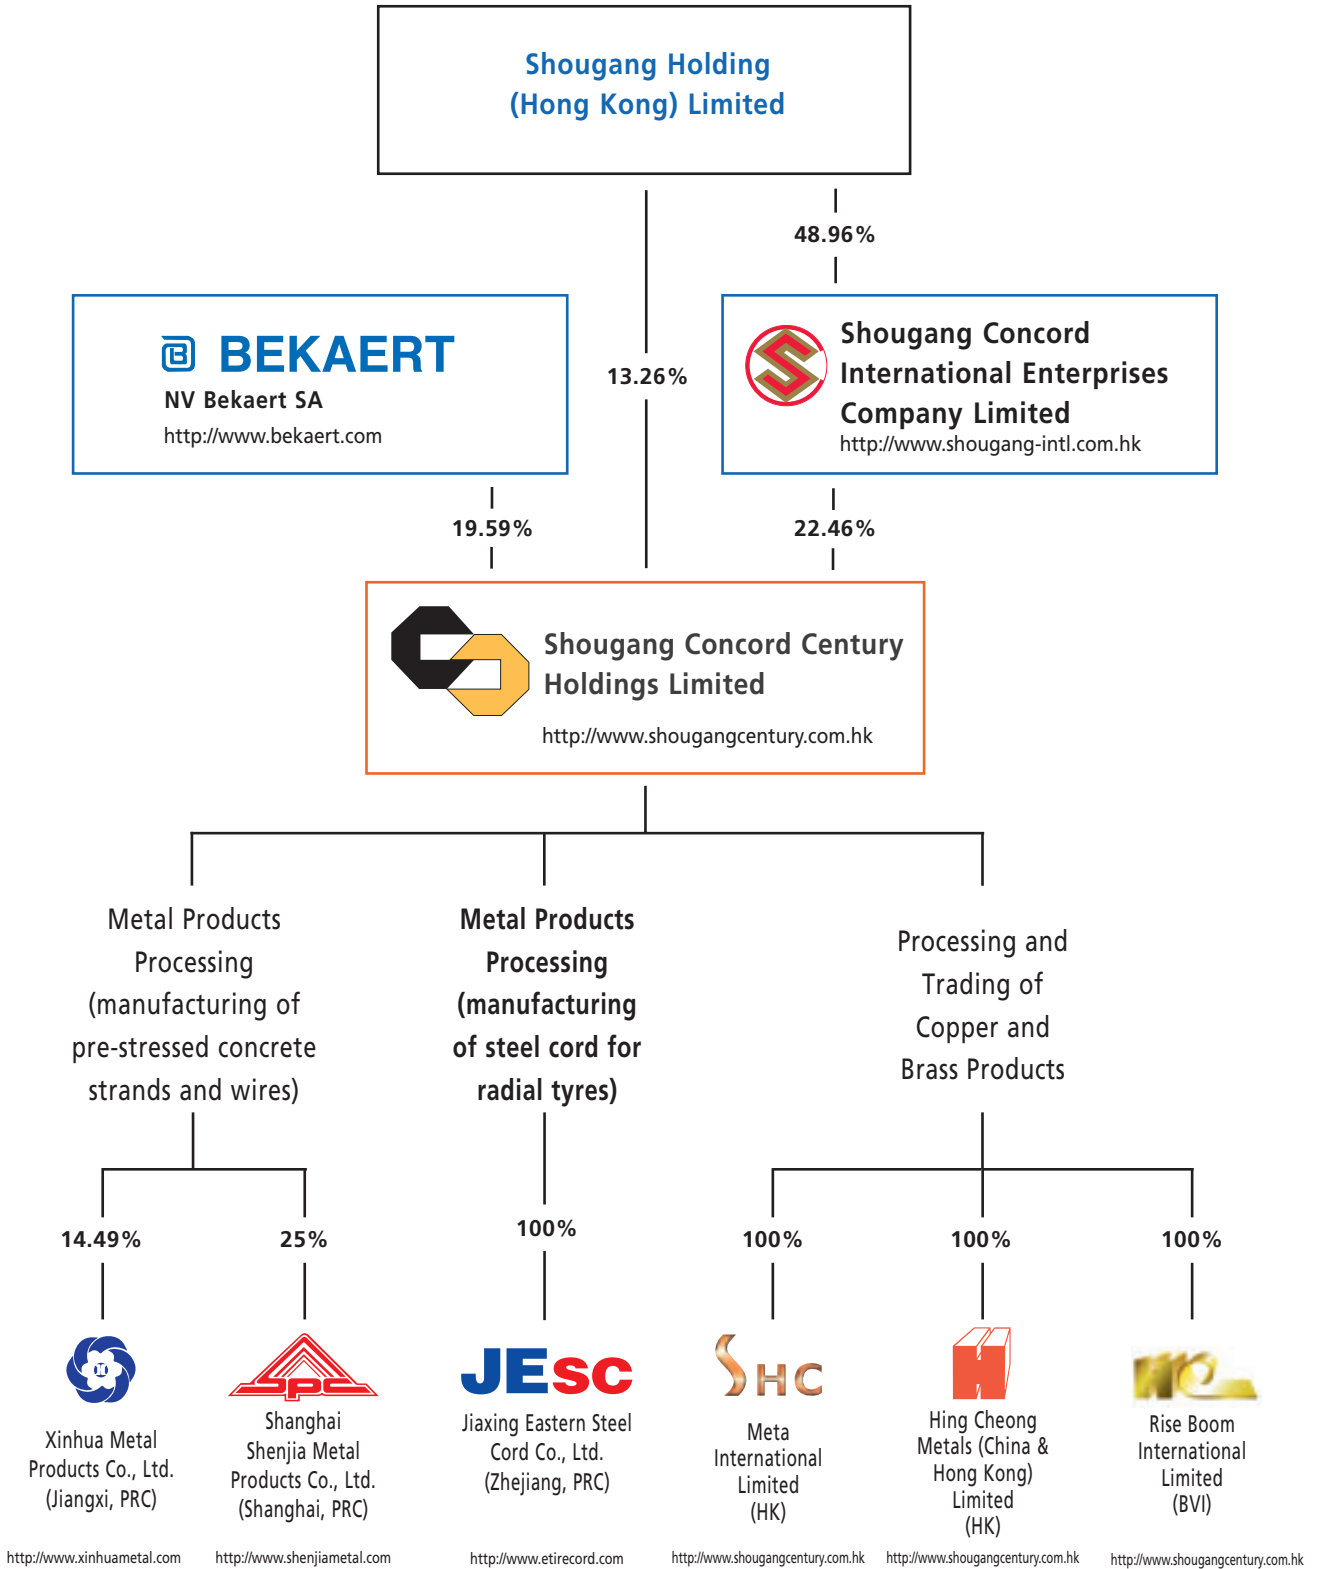 Shougang Holding
(Hong Kong) Limited
48.96%
BEKAERT
NV Bekaert SA
http://www.bekaert.com
13.26%
Shougang Concord
International Enterprises
Company Limited
http://www.shougang-intl.com.hk
19.59%
22.46%
Shougang Concord Century
Holdings Limited
http://www.shougangcentury.com.hk
Metal Products
Processing
(manufacturing of
pre-stressed concrete
strands and wires)
Metal Products
Processing
(manufacturing
of steel cord for
radial tyres)
Processing and
Trading of
Copper and
Brass Products
14.49%
25%
100%
100%
100%
100%
Xinhua Metal
Products Co., Ltd.
(Jiangxi, PRC)
http://www.xinhuametal.com
SPC
Shanghai
Shenjia Metal
Products Co., Ltd.
(Shanghai, PRC)
http://www.shenjiametal.com
JESC
Jiaxing Eastern Steel
Cord Co., Ltd.
(Zhejiang, PRC)
http://www.etirecord.com
SHC
Meta
International
Limited
(HK)
http://www.shougangcentury.com.hk
H
Hing Cheong
Metals (China &
Hong Kong)
Limited
(HK)
http://www.shougangcentury.com.hk
Rise Boom
International
Limited
(BVI)
http://www.shougangcentury.com.hk